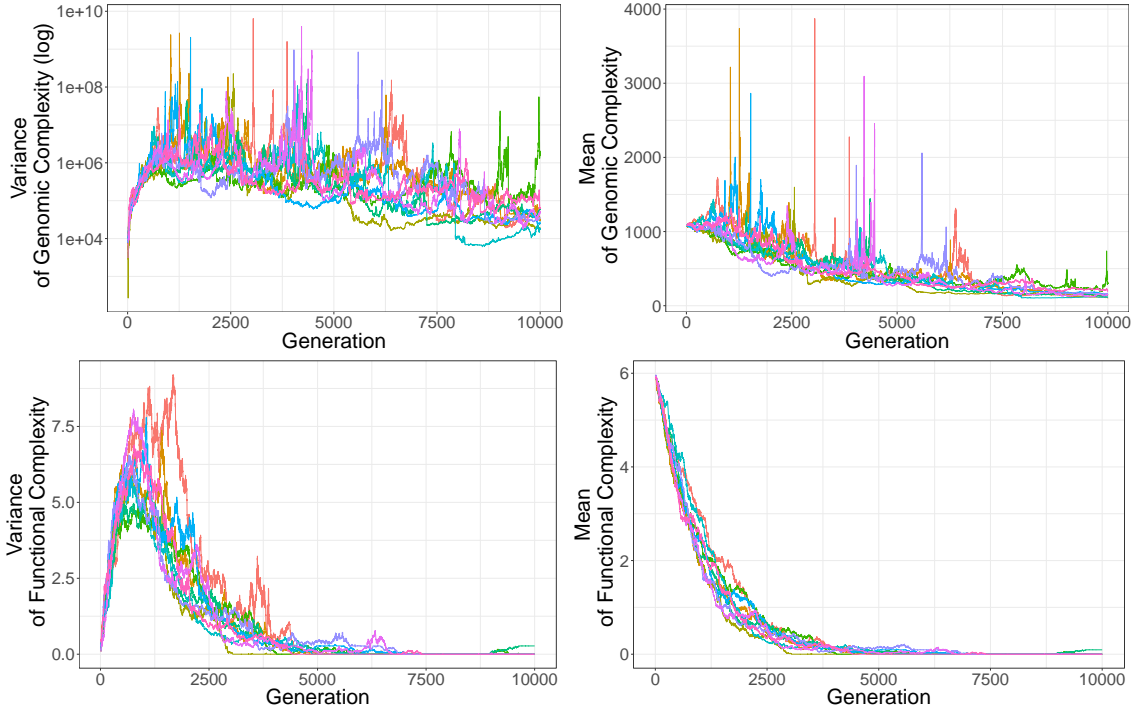 Variance
of Genomic Complexity (log)
1e+10
1e+08
1e+06
1e+04
0 2500 5000 7500 10000
Generation
Mean
of Genomic Complexity
4000
3000
2000
1000
0
0 2500 5000 7500 10000
Generation
Variance
of Functional Complexity
7.5
5.0
2.5
0.0
0 2500 5000 7500 10000
Generation
Mean
of Functional Complexity
6
4
2
0
0 2500 5000 7500 10000
Generation